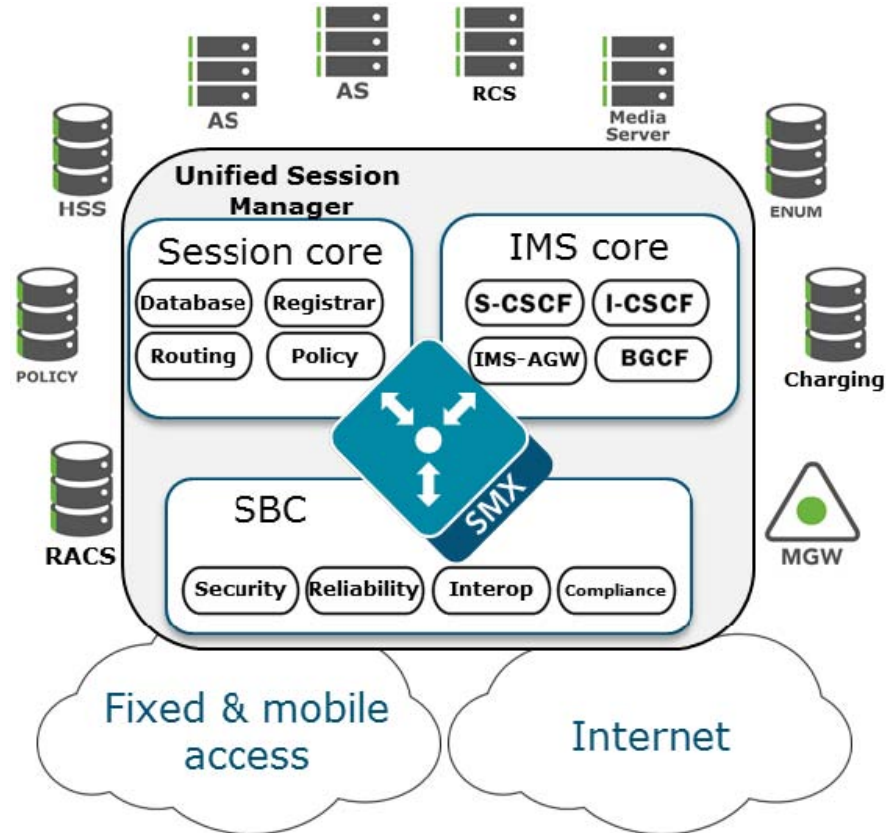 AS
AS
RCS
Media
Server
HSS
ENUM
Unified Session
Manager
Session core
IMS core
Database
Registrar
S-CSCF
I-CSCF
Routing
Policy
IMS-AGW
BGCF
POLICY
Charging
SMX
SBC
RACS
MGW
Security
Reliability
Interop
Compliance
Fixed & mobile
access
Internet